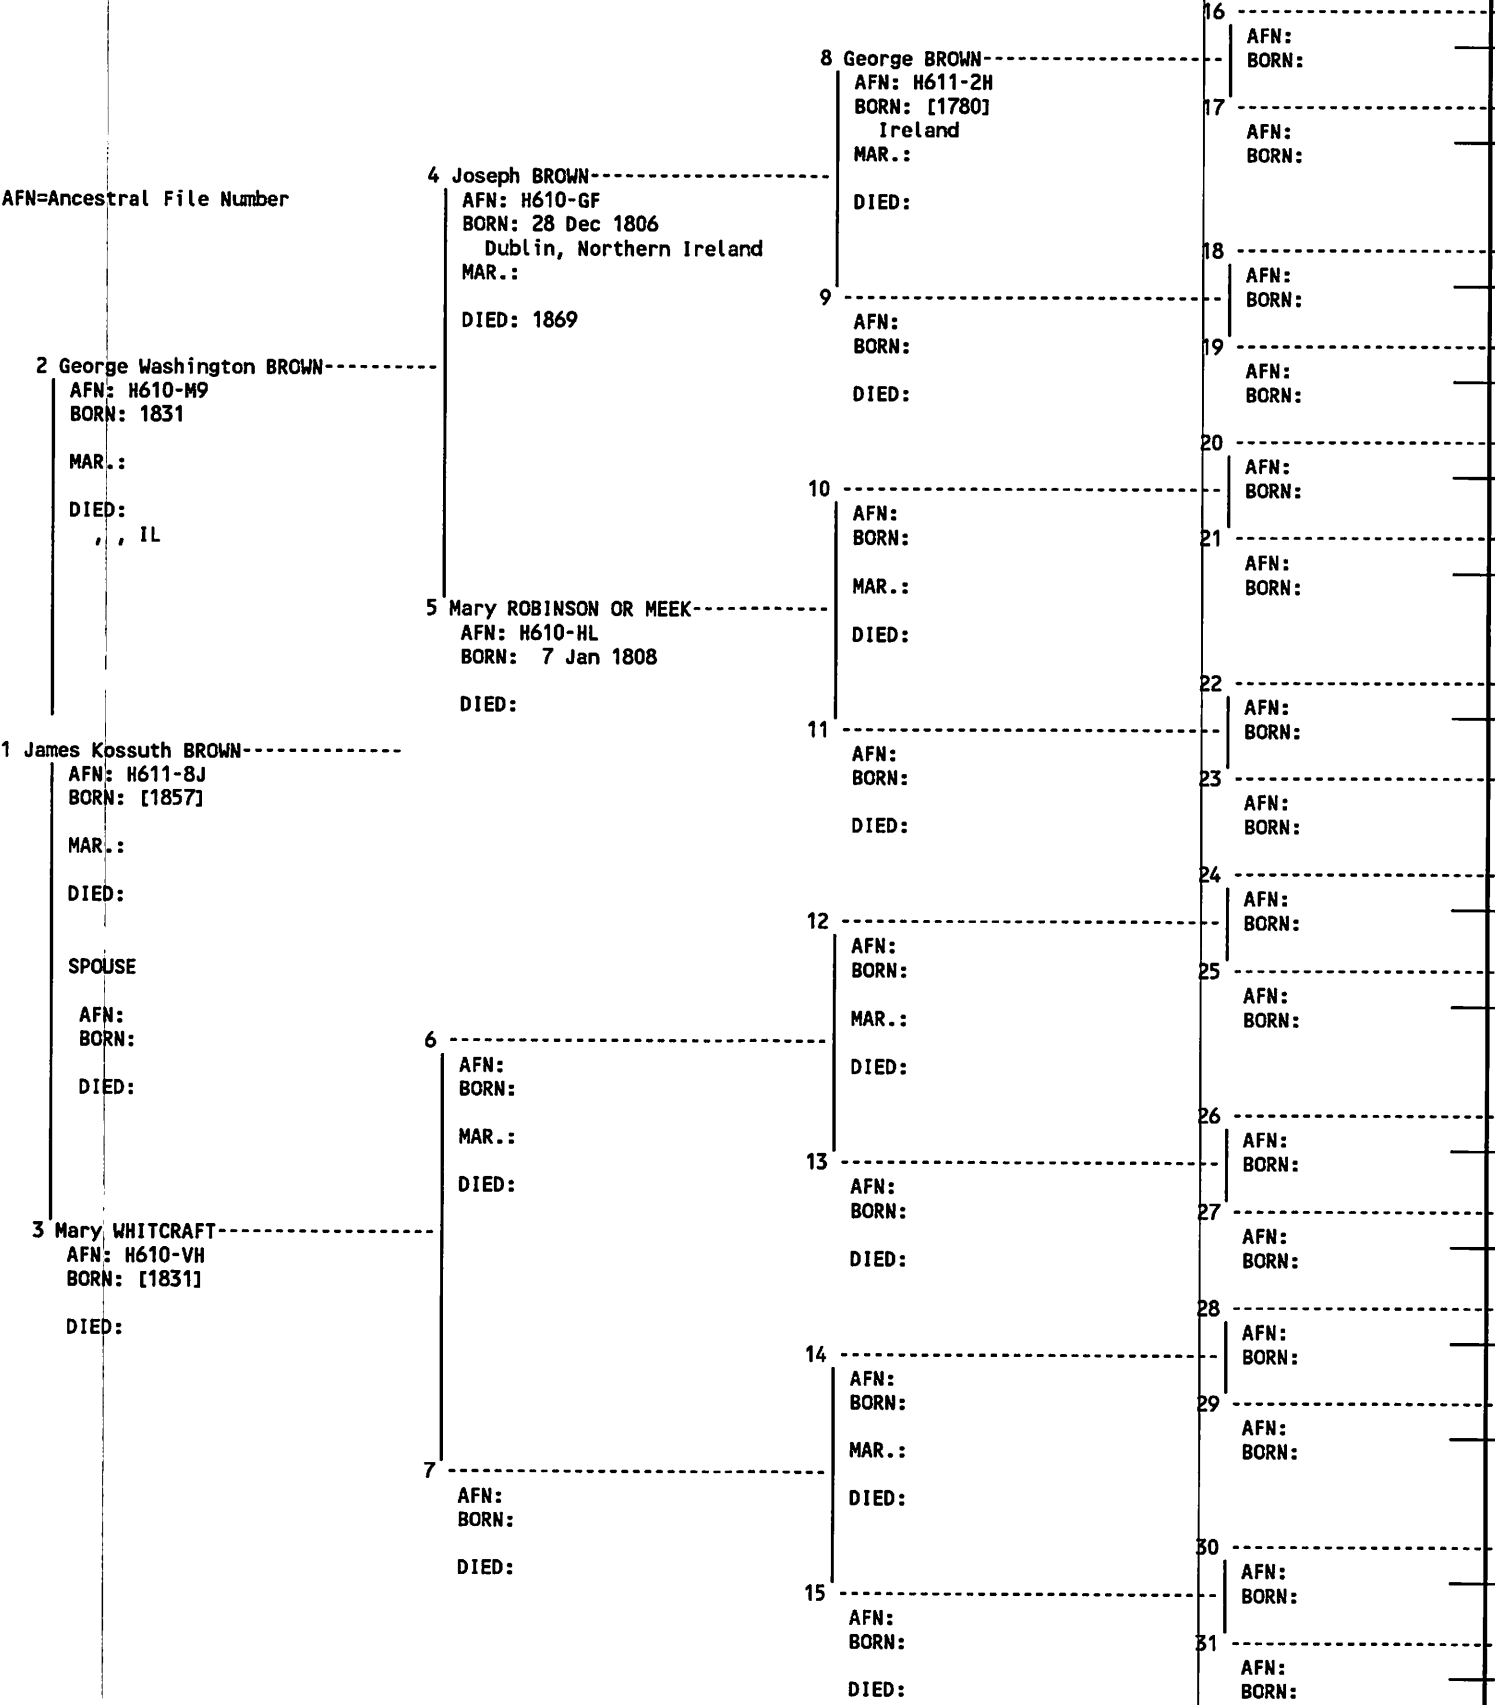 AFN=Ancestral File Number
1 James Kossuth BROWN
AFN: H611-8J
BORN: [1857]
MAR.:
DIED:
SPOUSE
AFN:
BORN:
DIED:
2 George Washington BROWN
AFN: H610-M9
BORN: 1831
MAR.:
DIED:
, , IL
3 Mary WHITCRAFT
AFN: H610-VH
BORN: [1831]
DIED:
4 Joseph BROWN
AFN: H610-GF
BORN: 28 Dec 1806
Dublin, Northern Ireland
MAR.:
DIED: 1869
5 Mary ROBINSON OR MEEK
AFN: H610-HL
BORN: 7 Jan 1808
DIED:
6
AFN:
BORN:
MAR.:
DIED:
7
AFN:
BORN:
DIED:
8 George BROWN
AFN: H611-2H
BORN: [1780]
Ireland
MAR.:
DIED:
9
AFN:
BORN:
DIED:
10
AFN:
BORN:
MAR.:
DIED:
11
AFN:
BORN:
DIED:
12
AFN:
BORN:
MAR.:
DIED:
13
AFN:
BORN:
DIED:
14
AFN:
BORN:
MAR.:
DIED:
15
AFN:
BORN:
DIED:
16
AFN:
BORN:
17
AFN:
BORN:
18
AFN:
BORN:
19
AFN:
BORN:
20
AFN:
BORN:
21
AFN:
BORN:
22
AFN:
BORN:
23
AFN:
BORN:
24
AFN:
BORN:
25
AFN:
BORN:
26
AFN:
BORN:
27
AFN:
BORN:
28
AFN:
BORN:
29
AFN:
BORN:
30
AFN:
BORN:
31
AFN:
BORN: